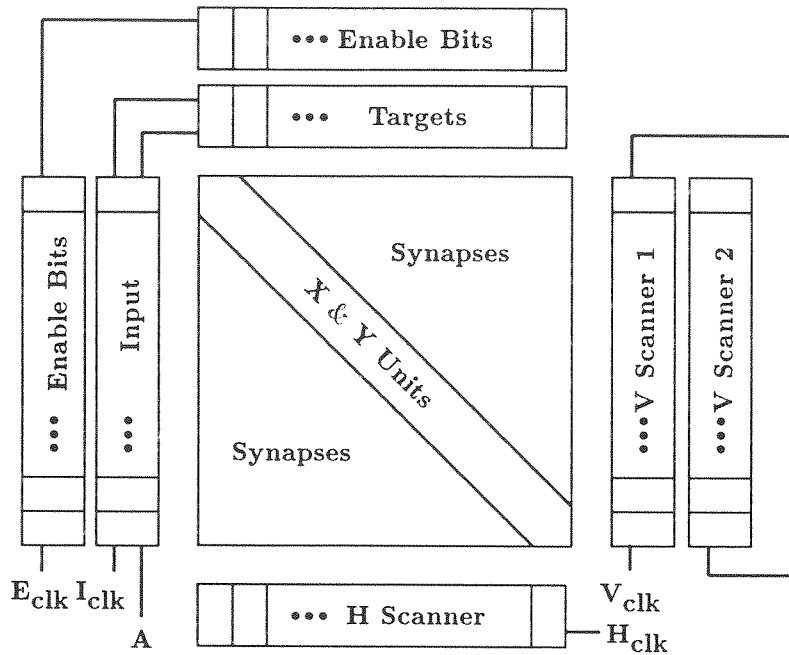 ••• Enable Bits
••• Targets
••• Enable Bits
••• Input
Synapses
X & Y Units
Synapses
•••V Scanner 1
•••V Scanner 2
E_clk I_clk
A
V_clk
••• H Scanner
H_clk